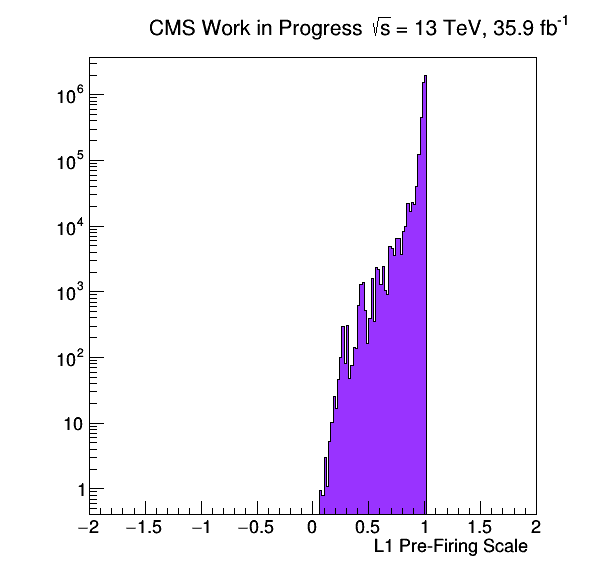 CMS Work in Progress √s = 13 TeV, 35.9 fb⁻¹
10⁶
10⁵
10⁴
10³
10²
10
1
−2 −1.5 −1 −0.5 0 0.5 1 1.5 2
L1 Pre-Firing Scale